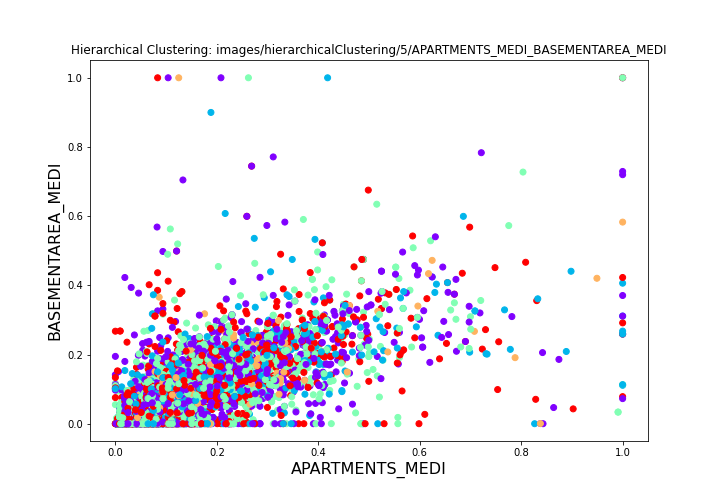 Hierarchical Clustering: images/hierarchicalClustering/5/APARTMENTS_MEDI_BASEMENTAREA_MEDI
1.0
0.8
0.6
0.4
0.2
0.0
BASEMENTAREA_MEDI
0.0 0.2 0.4 0.6 0.8 1.0
APARTMENTS_MEDI